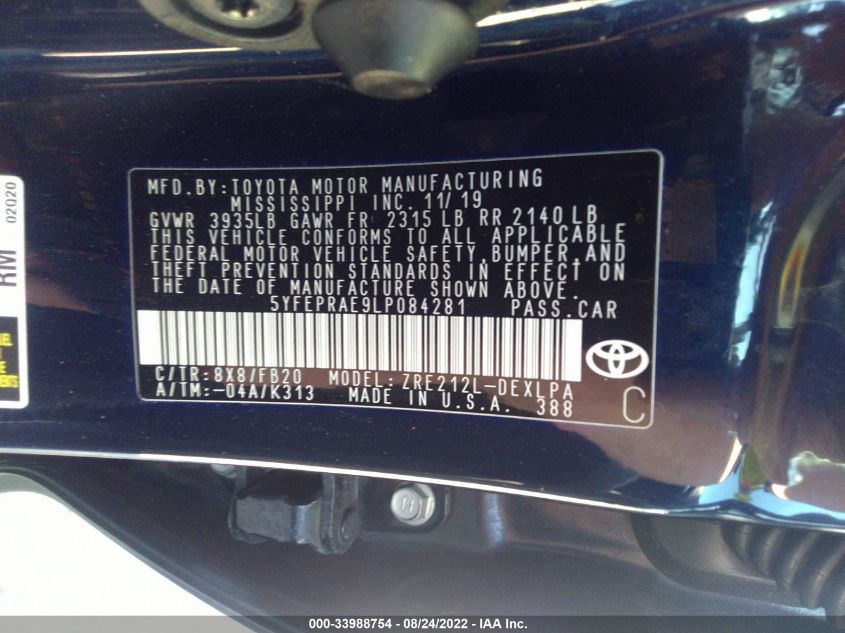 MFD. BY: TOYOTA MOTOR MANUFACTURING
MISSISSIPPI INC. 11/19
GVWR 3935LB GAWR FR 2315 LB RR 2140 LB
THIS VEHICLE CONFORMS TO ALL APPLICABLE
FEDERAL MOTOR VEHICLE SAFETY, BUMPER, AND
THEFT PREVENTION STANDARDS IN EFFECT ON
THE DATE OF MANUFACTURE SHOWN ABOVE.
5YFEPRAE9LP084281 PASS. CAR
C/TR: 8X8/FB20 MODEL: ZRE212L-DEXLPA
A/TM: -04A/K313 MADE IN U.S.A. 388
C
RM 02020
000-33988754 - 08/24/2022 - IAA Inc.